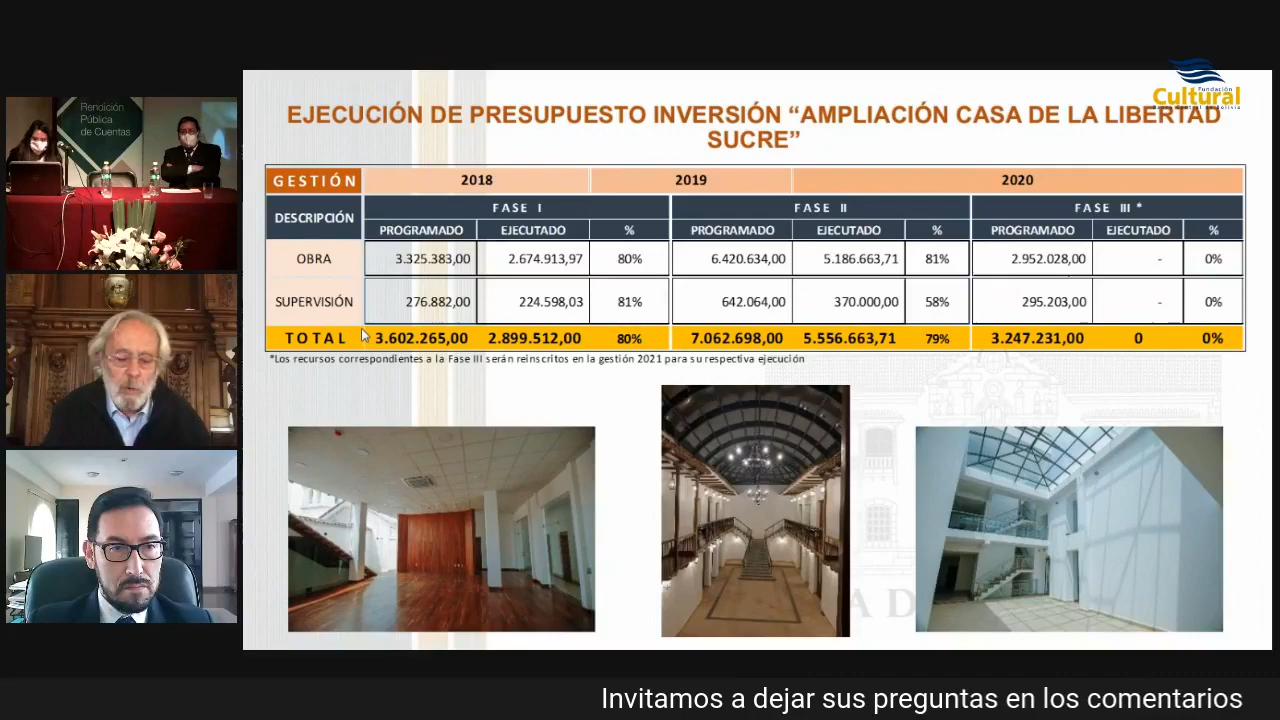 Rendición
Pública
de Cuentas
Fundación
Cultural
EJECUCIÓN DE PRESUPUESTO INVERSIÓN “AMPLIACIÓN CASA DE LA LIBERTAD
SUCRE”
GESTIÓN 2018 2019 2020
DESCRIPCIÓN FASE I FASE II FASE III *
PROGRAMADO EJECUTADO % PROGRAMADO EJECUTADO % PROGRAMADO EJECUTADO %
OBRA 3.325.383,00 2.674.913,97 80% 6.420.634,00 5.186.663,71 81% 2.952.028,00 - 0%
SUPERVISIÓN 276.882,00 224.598,03 81% 642.064,00 370.000,00 58% 295.203,00 - 0%
TOTAL 3.602.265,00 2.899.512,00 80% 7.062.698,00 5.556.663,71 79% 3.247.231,00 0 0%
*Los recursos correspondientes a la Fase III serán reinscritos en la gestión 2021 para su respectiva ejecución
A D
Invitamos a dejar sus preguntas en los comentarios